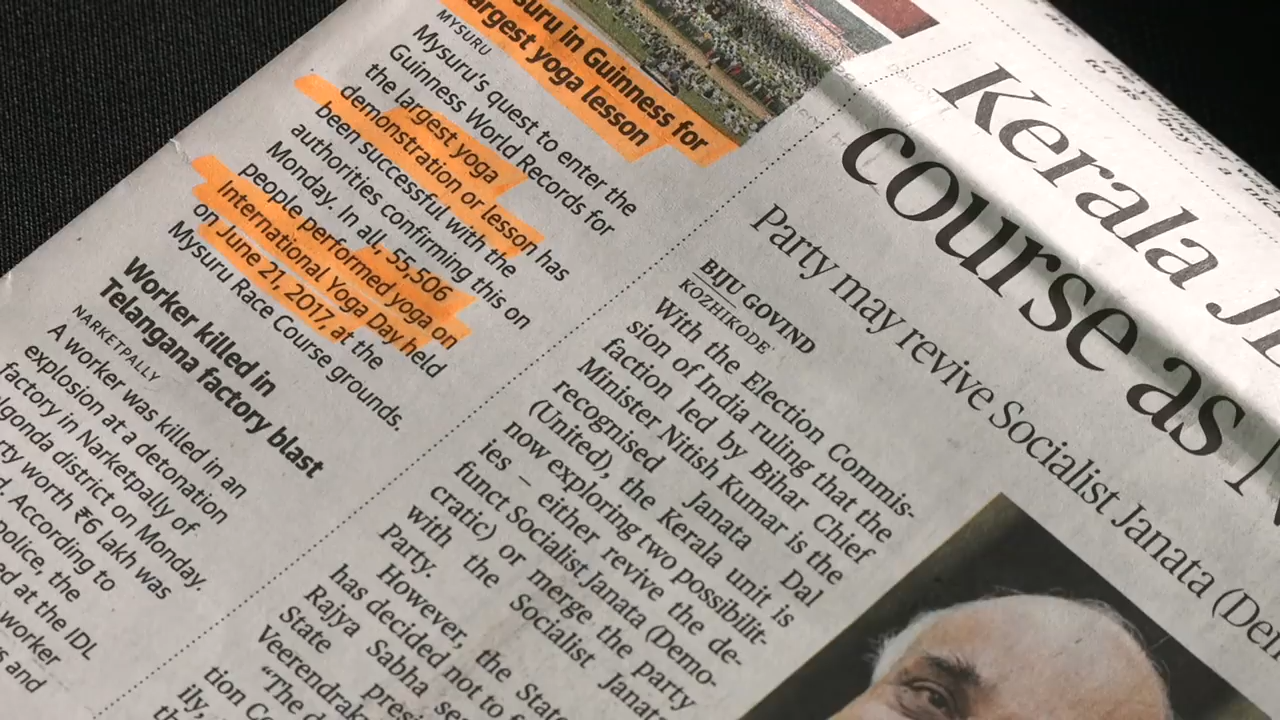 suru in Guinness for
argest yoga lesson
MYSURU
Mysuru's quest to enter the
Guinness World Records for
the largest yoga
demonstration or lesson has
been successful with the
authorities confirming this on
Monday. In all, 55,506
people performed yoga on
International Yoga Day held
on June 21, 2017, at the
Mysuru Race Course grounds.
Worker killed in
Telangana factory blast
NARKETPALLY
A worker was killed in an
explosion at a detonation
factory in Narketpally of
lgonda district on Monday.
rty worth ₹6 lakh was
d. According to
police, the
ed at the IDL
worker
s and
Kerala J
course as
Party may revive Socialist Janata (Dem
BIJU GOVIND
KOZHIKODE
With the Election Commis-
sion of India ruling that the
faction led by Bihar Chief
Minister Nitish Kumar is the
recognised Janata Dal
(United), the Kerala unit is
now exploring two possibilit-
ies – either revive the de-
funct Socialist Janata (Demo-
cratic) or merge the party
with the Socialist Janata
Party.
However, the State
has decided not to
Rajya Sabha se
State presi
Veerendrak
“The d
tion Co
ily,
th